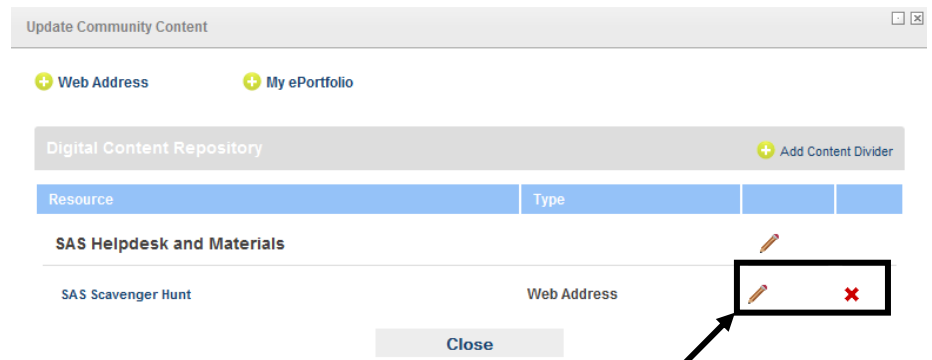 Update Community Content
Web Address My ePortfolio
Digital Content Repository Add Content Divider
Resource Type
SAS Helpdesk and Materials
SAS Scavenger Hunt Web Address
Close